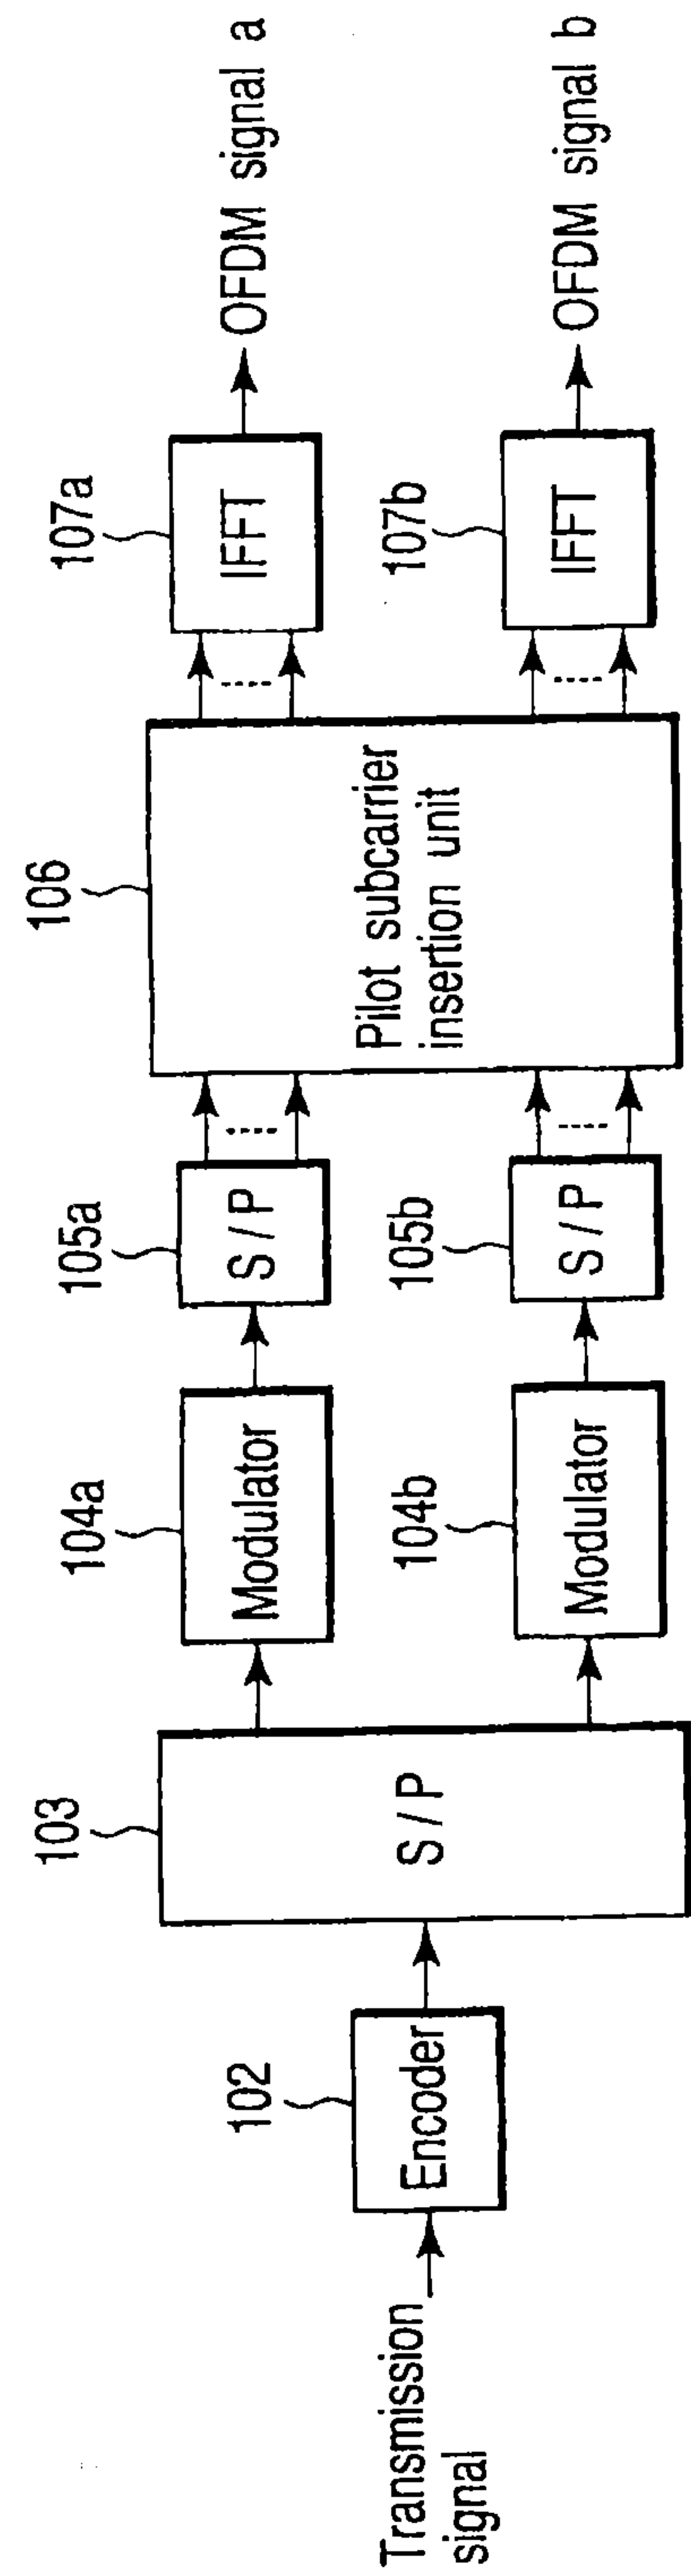 Transmission
signal
102
Encoder
103
S / P
104a
Modulator
104b
Modulator
105a
S / P
105b
S / P
106
Pilot subcarrier
insertion unit
107a
IFFT
107b
IFFT
OFDM signal a
OFDM signal b